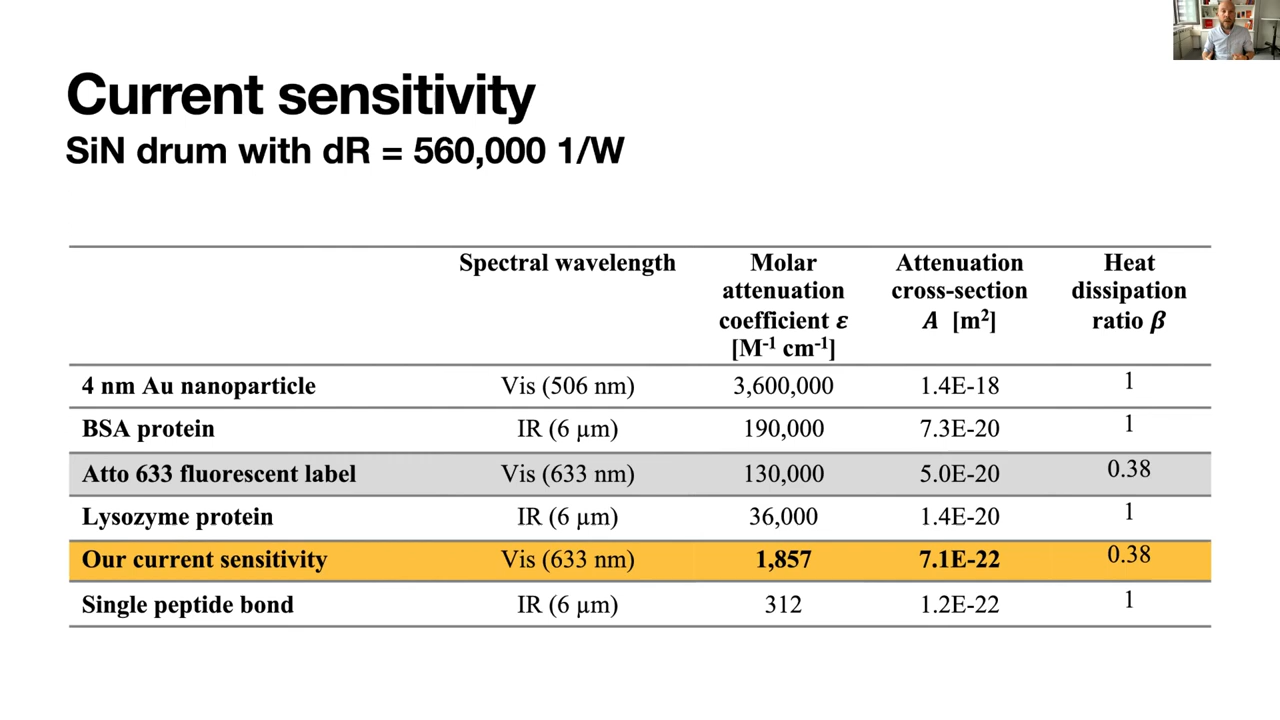 Current sensitivity
SiN drum with dR = 560,000 1/W
Spectral wavelength Molar attenuation coefficient ε [M⁻¹ cm⁻¹] Attenuation cross-section A [m²] Heat dissipation ratio β
4 nm Au nanoparticle Vis (506 nm) 3,600,000 1.4E-18 1
BSA protein IR (6 µm) 190,000 7.3E-20 1
Atto 633 fluorescent label Vis (633 nm) 130,000 5.0E-20 0.38
Lysozyme protein IR (6 µm) 36,000 1.4E-20 1
Our current sensitivity Vis (633 nm) 1,857 7.1E-22 0.38
Single peptide bond IR (6 µm) 312 1.2E-22 1